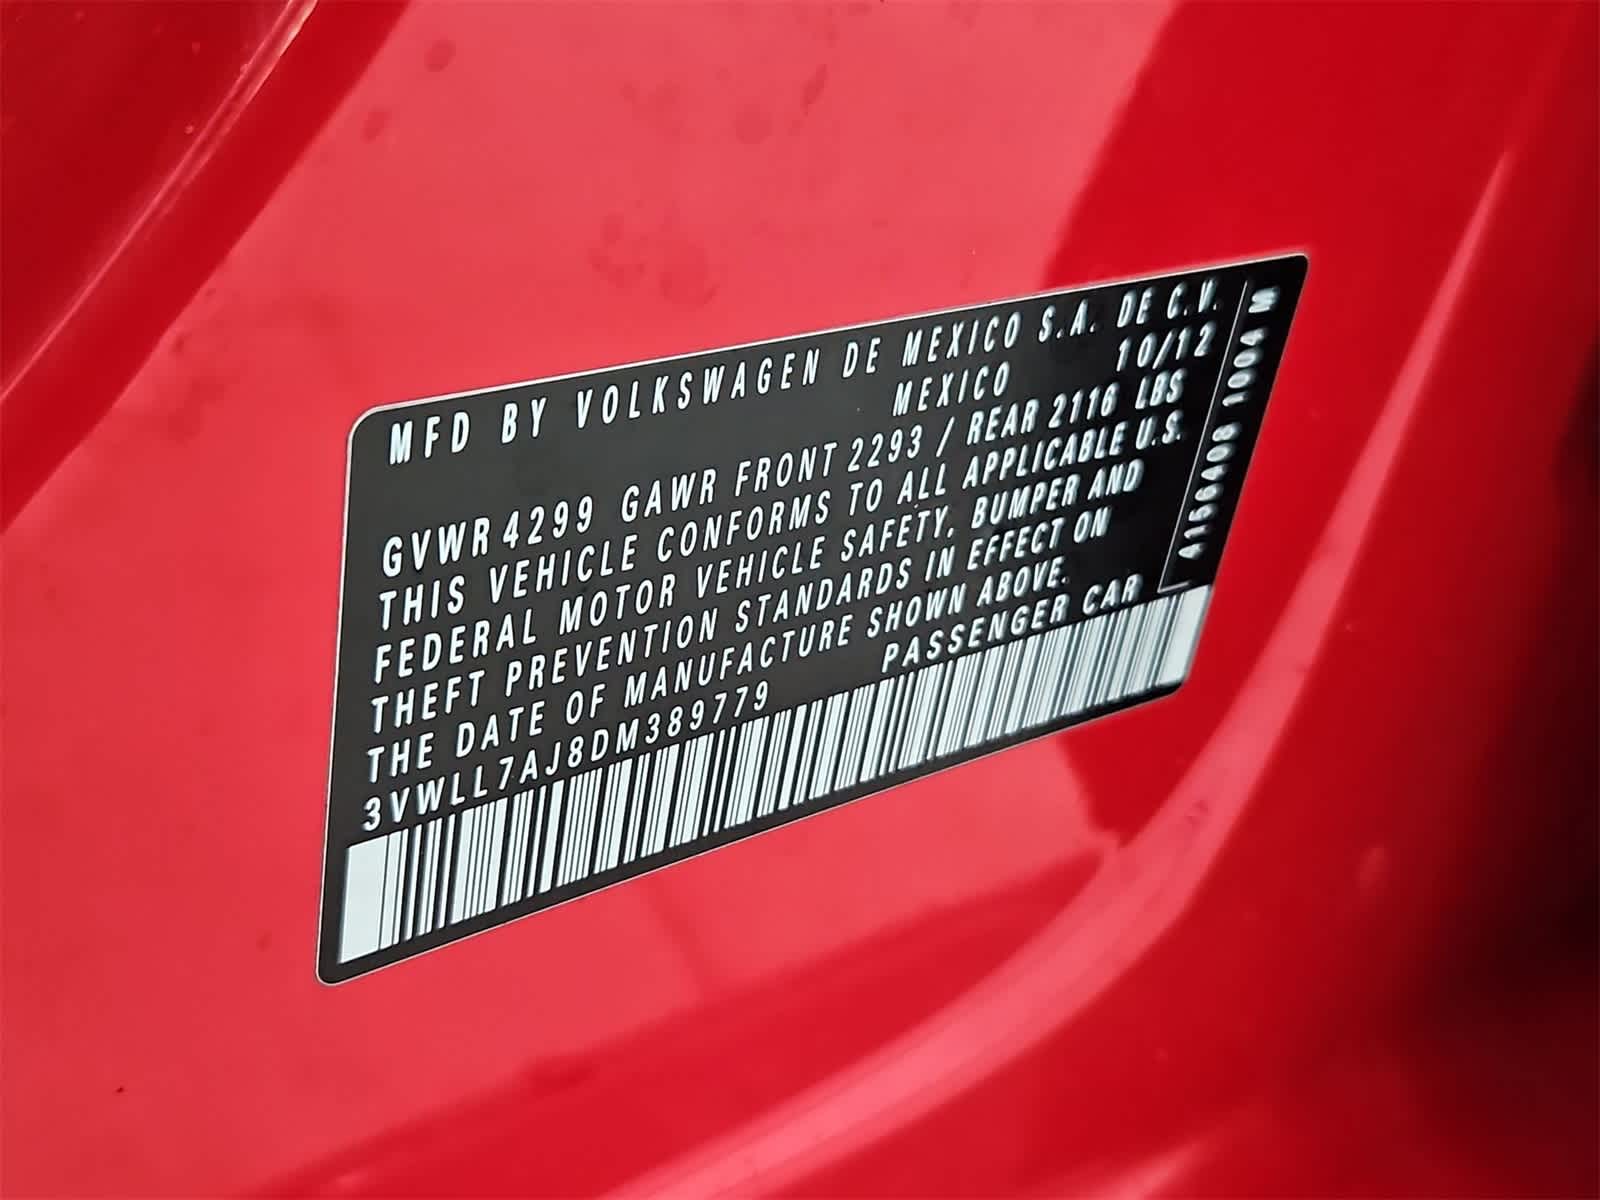 MFD BY VOLKSWAGEN DE MEXICO S.A. DE C.V.
MEXICO 10/12
GVWR 4299 GAWR FRONT 2293 / REAR 2116 LBS
THIS VEHICLE CONFORMS TO ALL APPLICABLE U.S.
FEDERAL MOTOR VEHICLE SAFETY, BUMPER AND
THEFT PREVENTION STANDARDS IN EFFECT ON
THE DATE OF MANUFACTURE SHOWN ABOVE.
3VWLL7AJ8DM389779 PASSENGER CAR
4156408 1004 M